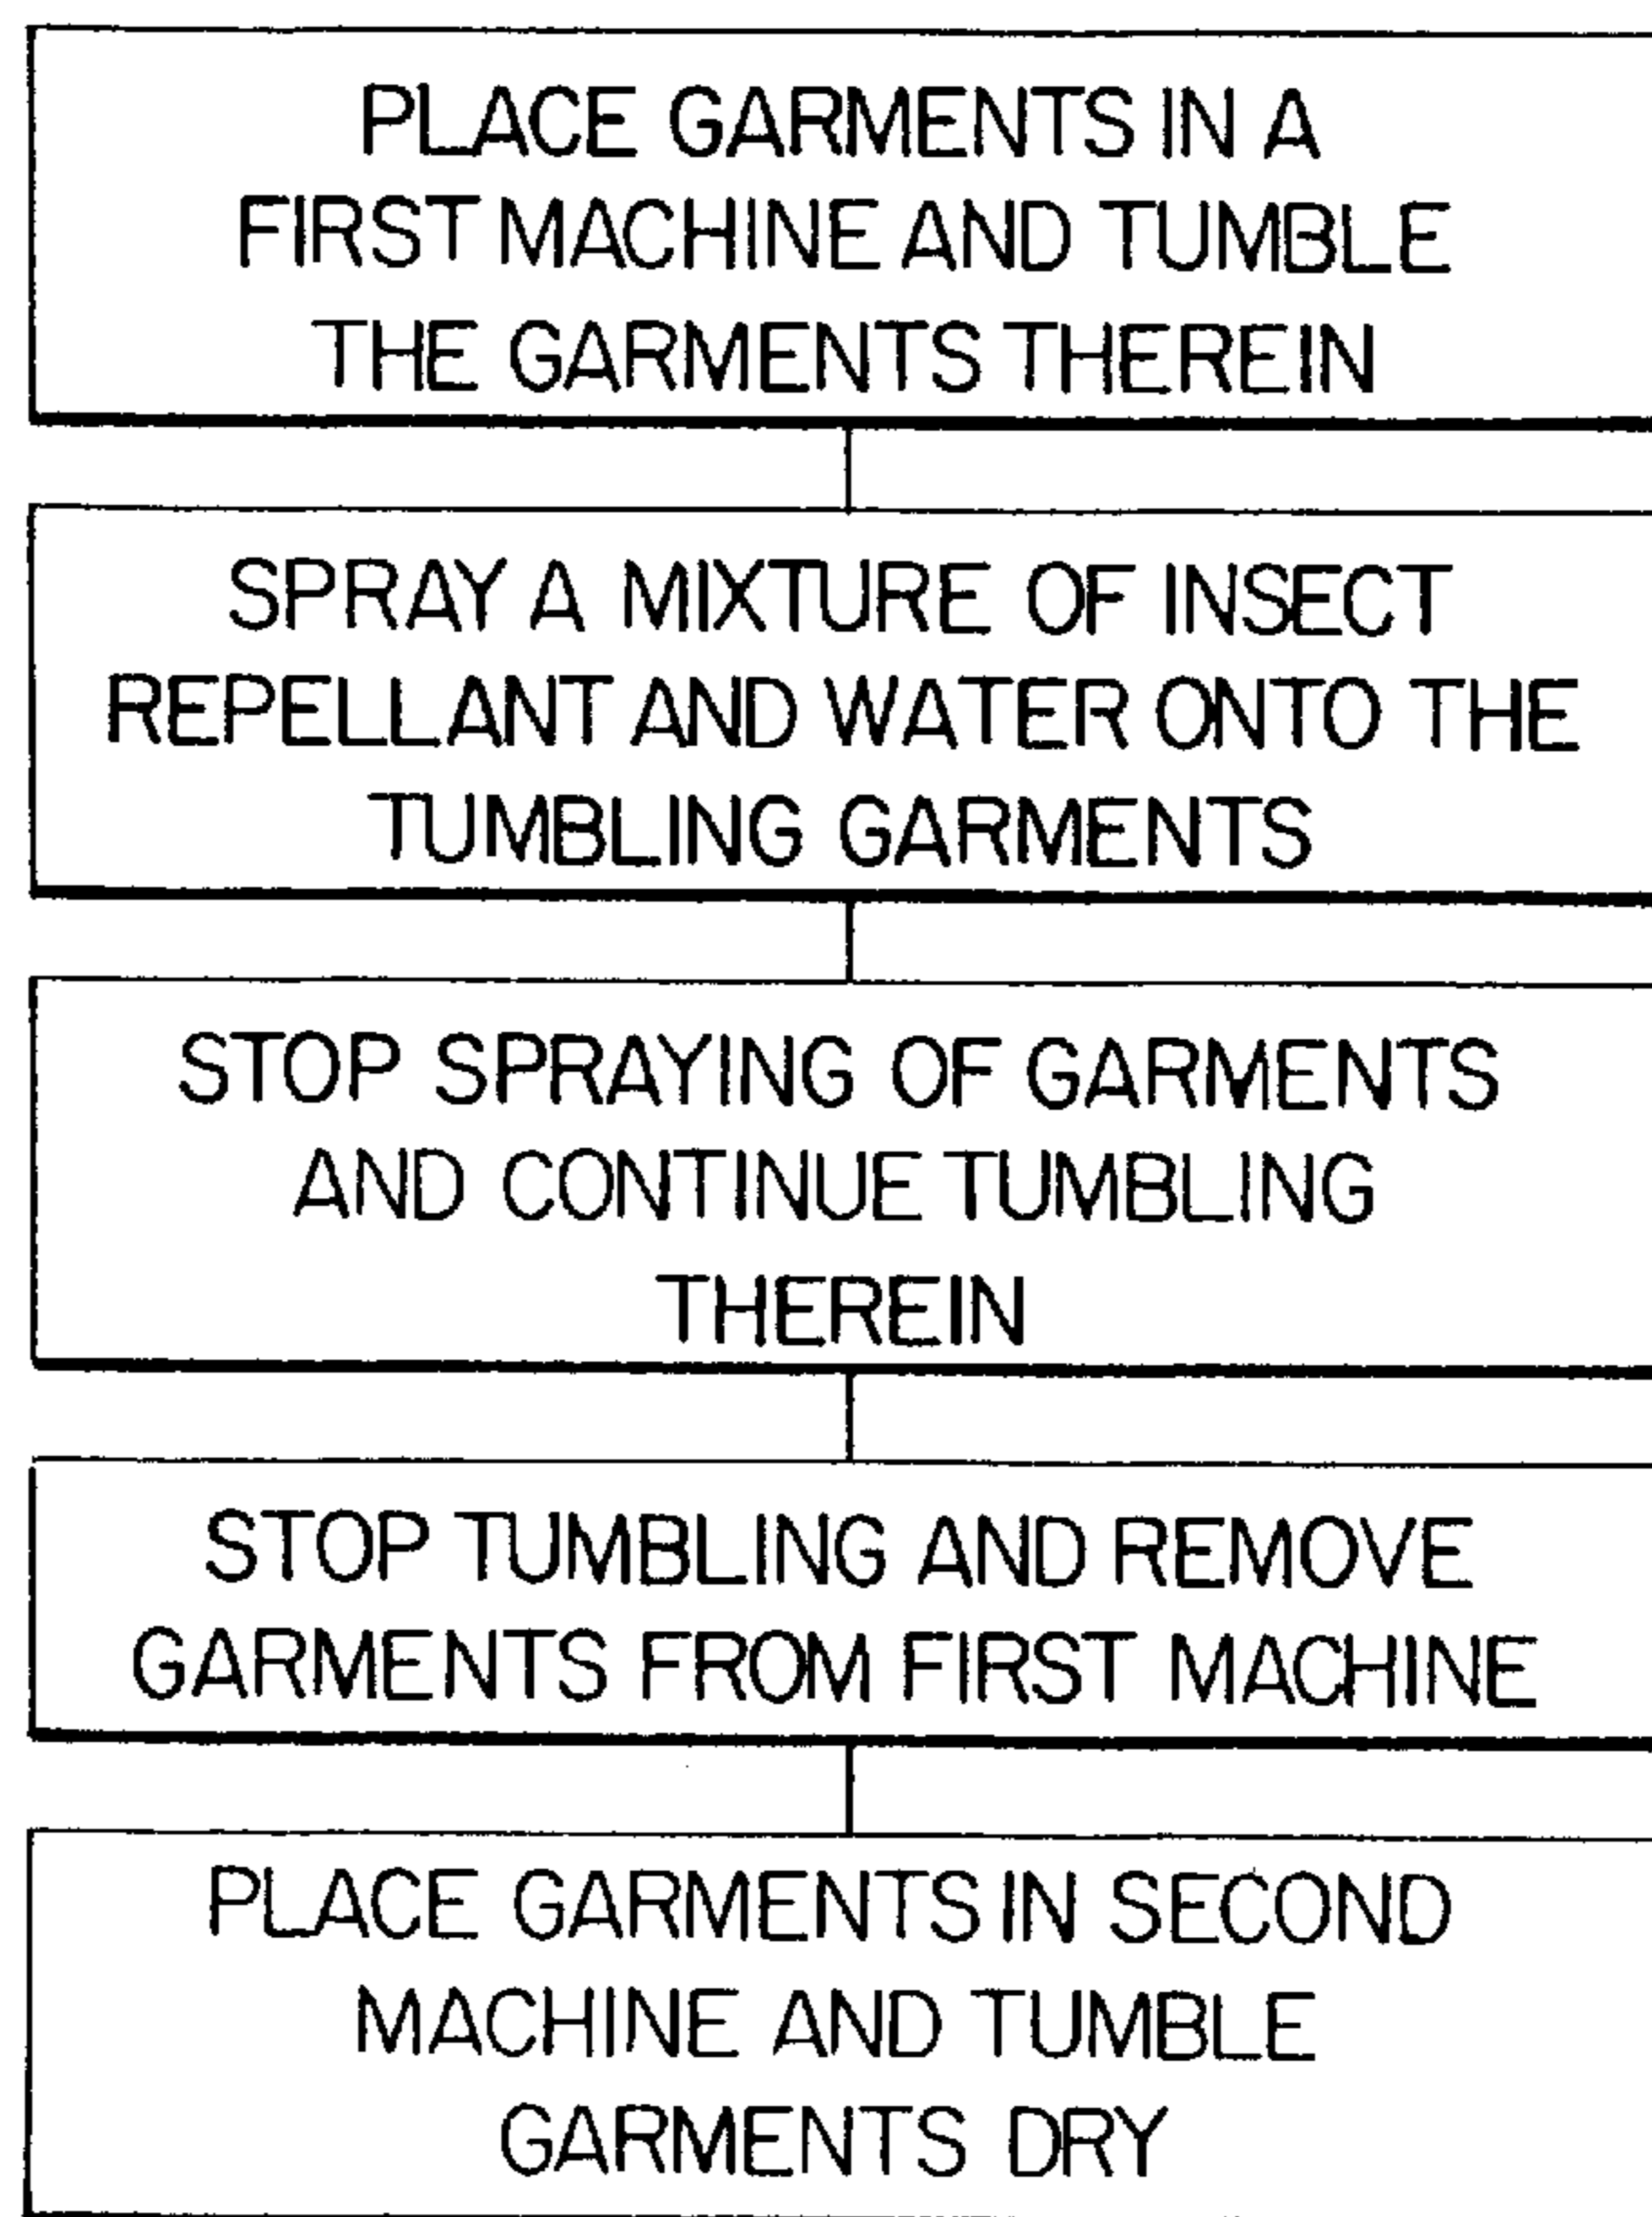 PLACE GARMENTS IN A
FIRST MACHINE AND TUMBLE
THE GARMENTS THEREIN
SPRAY A MIXTURE OF INSECT
REPELLANT AND WATER ONTO THE
TUMBLING GARMENTS
STOP SPRAYING OF GARMENTS
AND CONTINUE TUMBLING
THEREIN
STOP TUMBLING AND REMOVE
GARMENTS FROM FIRST MACHINE
PLACE GARMENTS IN SECOND
MACHINE AND TUMBLE
GARMENTS DRY